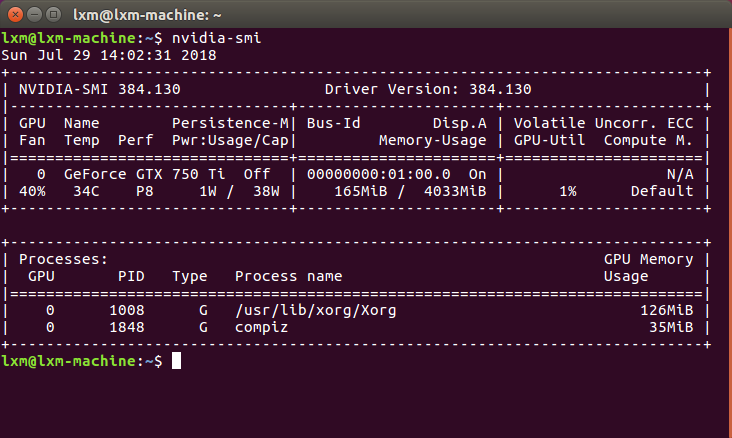 lxm@lxm-machine: ~
lxm@lxm-machine:~$ nvidia-smi
Sun Jul 29 14:02:31 2018
+-----------------------------------------------------------------------------+
| NVIDIA-SMI 384.130                Driver Version: 384.130                   |
|-------------------------------+----------------------+----------------------+
| GPU  Name        Persistence-M| Bus-Id        Disp.A | Volatile Uncorr. ECC |
| Fan  Temp  Perf  Pwr:Usage/Cap|         Memory-Usage | GPU-Util  Compute M. |
|===============================+======================+======================|
|   0  GeForce GTX 750 Ti  Off  | 00000000:01:00.0  On |                  N/A |
| 40%   34C    P8     1W /  38W |    165MiB /  4033MiB |      1%      Default |
+-------------------------------+----------------------+----------------------+

+-----------------------------------------------------------------------------+
| Processes:                                                       GPU Memory |
|  GPU       PID   Type   Process name                             Usage      |
|=============================================================================|
|    0      1008      G   /usr/lib/xorg/Xorg                           126MiB |
|    0      1848      G   compiz                                        35MiB |
+-----------------------------------------------------------------------------+
lxm@lxm-machine:~$